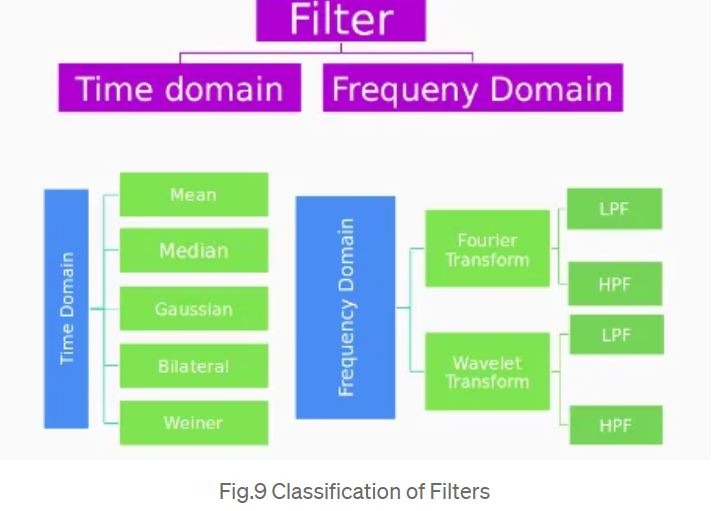 Filter
Time domain
Frequeny Domain
Time Domain
Mean
Median
Gaussian
Bilateral
Weiner
Frequency Domain
Fourier
Transform
LPF
HPF
Wavelet
Transform
LPF
HPF
Fig.9 Classification of Filters